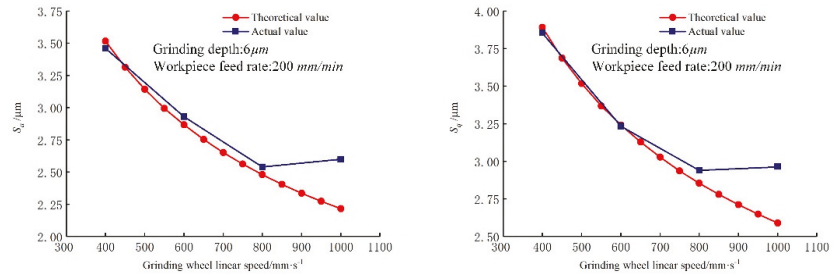 3.75
3.50
3.25
3.00
2.75
2.50
2.25
2.00
Sa /μm
Theoretical value
Actual value
Grinding depth:6μm
Workpiece feed rate:200 mm/min
300 400 500 600 700 800 900 1000 1100
Grinding wheel linear speed/mm·s⁻¹
4.00
3.75
3.50
3.25
3.00
2.75
2.50
Sq /μm
Theoretical value
Actual value
Grinding depth:6μm
Workpiece feed rate:200 mm/min
300 400 500 600 700 800 900 1000 1100
Grinding wheel linear speed/mm·s⁻¹